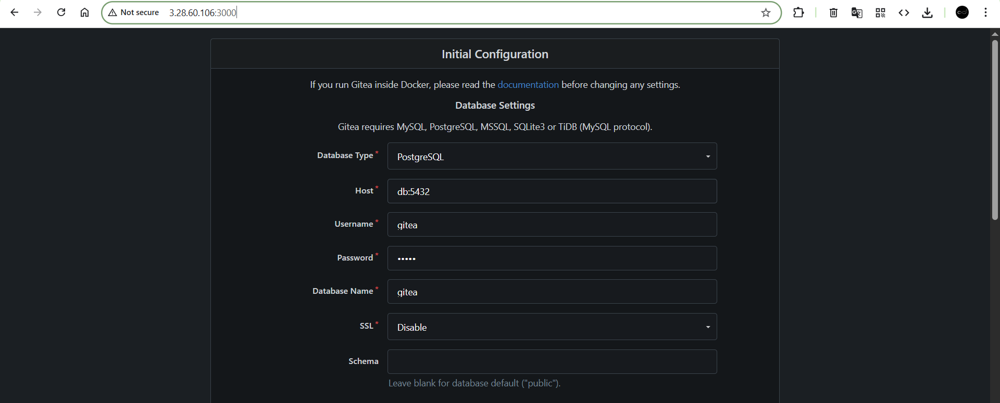 Not secure 3.28.60.106:3000
Initial Configuration
If you run Gitea inside Docker, please read the documentation before changing any settings.
Database Settings
Gitea requires MySQL, PostgreSQL, MSSQL, SQLite3 or TiDB (MySQL protocol).
Database Type * PostgreSQL
Host * db:5432
Username * gitea
Password * •••••
Database Name * gitea
SSL * Disable
Schema
Leave blank for database default ("public").